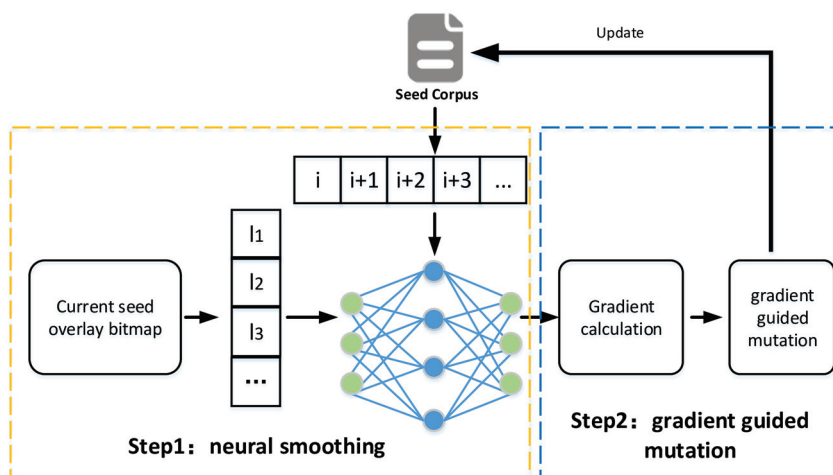 Update
Seed Corpus
i i+1 i+2 i+3 ...
l1
l2
l3
...
Current seed
overlay bitmap
Gradient
calculation
gradient
guided
mutation
Step1：neural smoothing
Step2：gradient guided
mutation